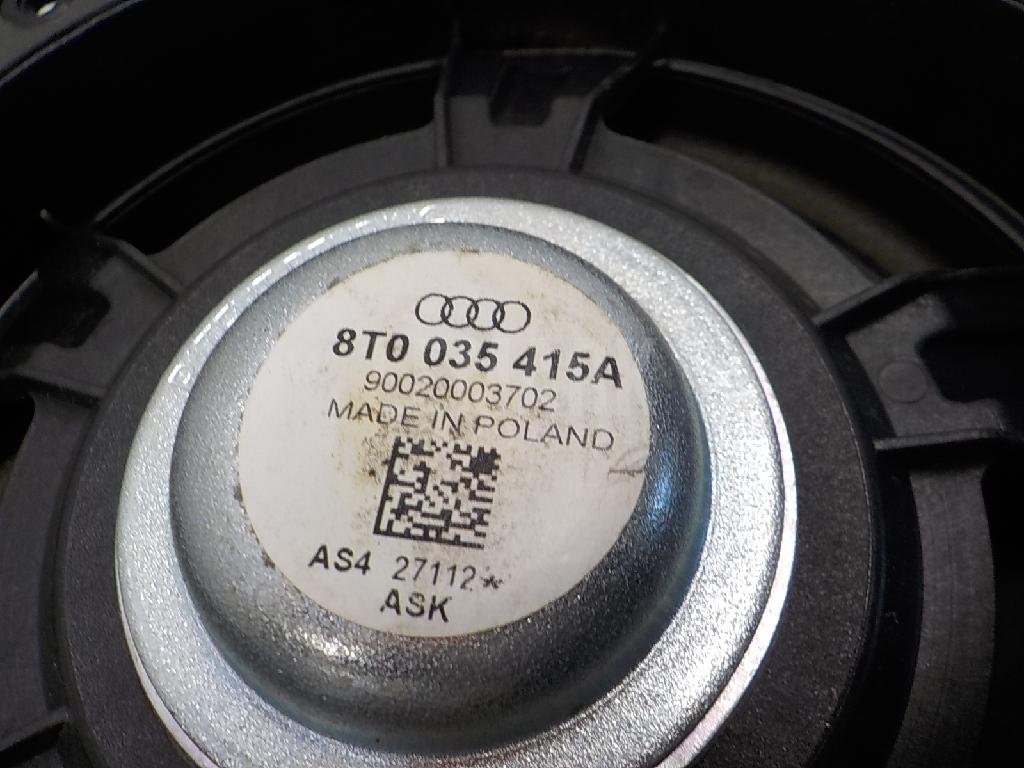 8T0 035 415A
90020003702
MADE IN POLAND
AS4 27112*
ASK